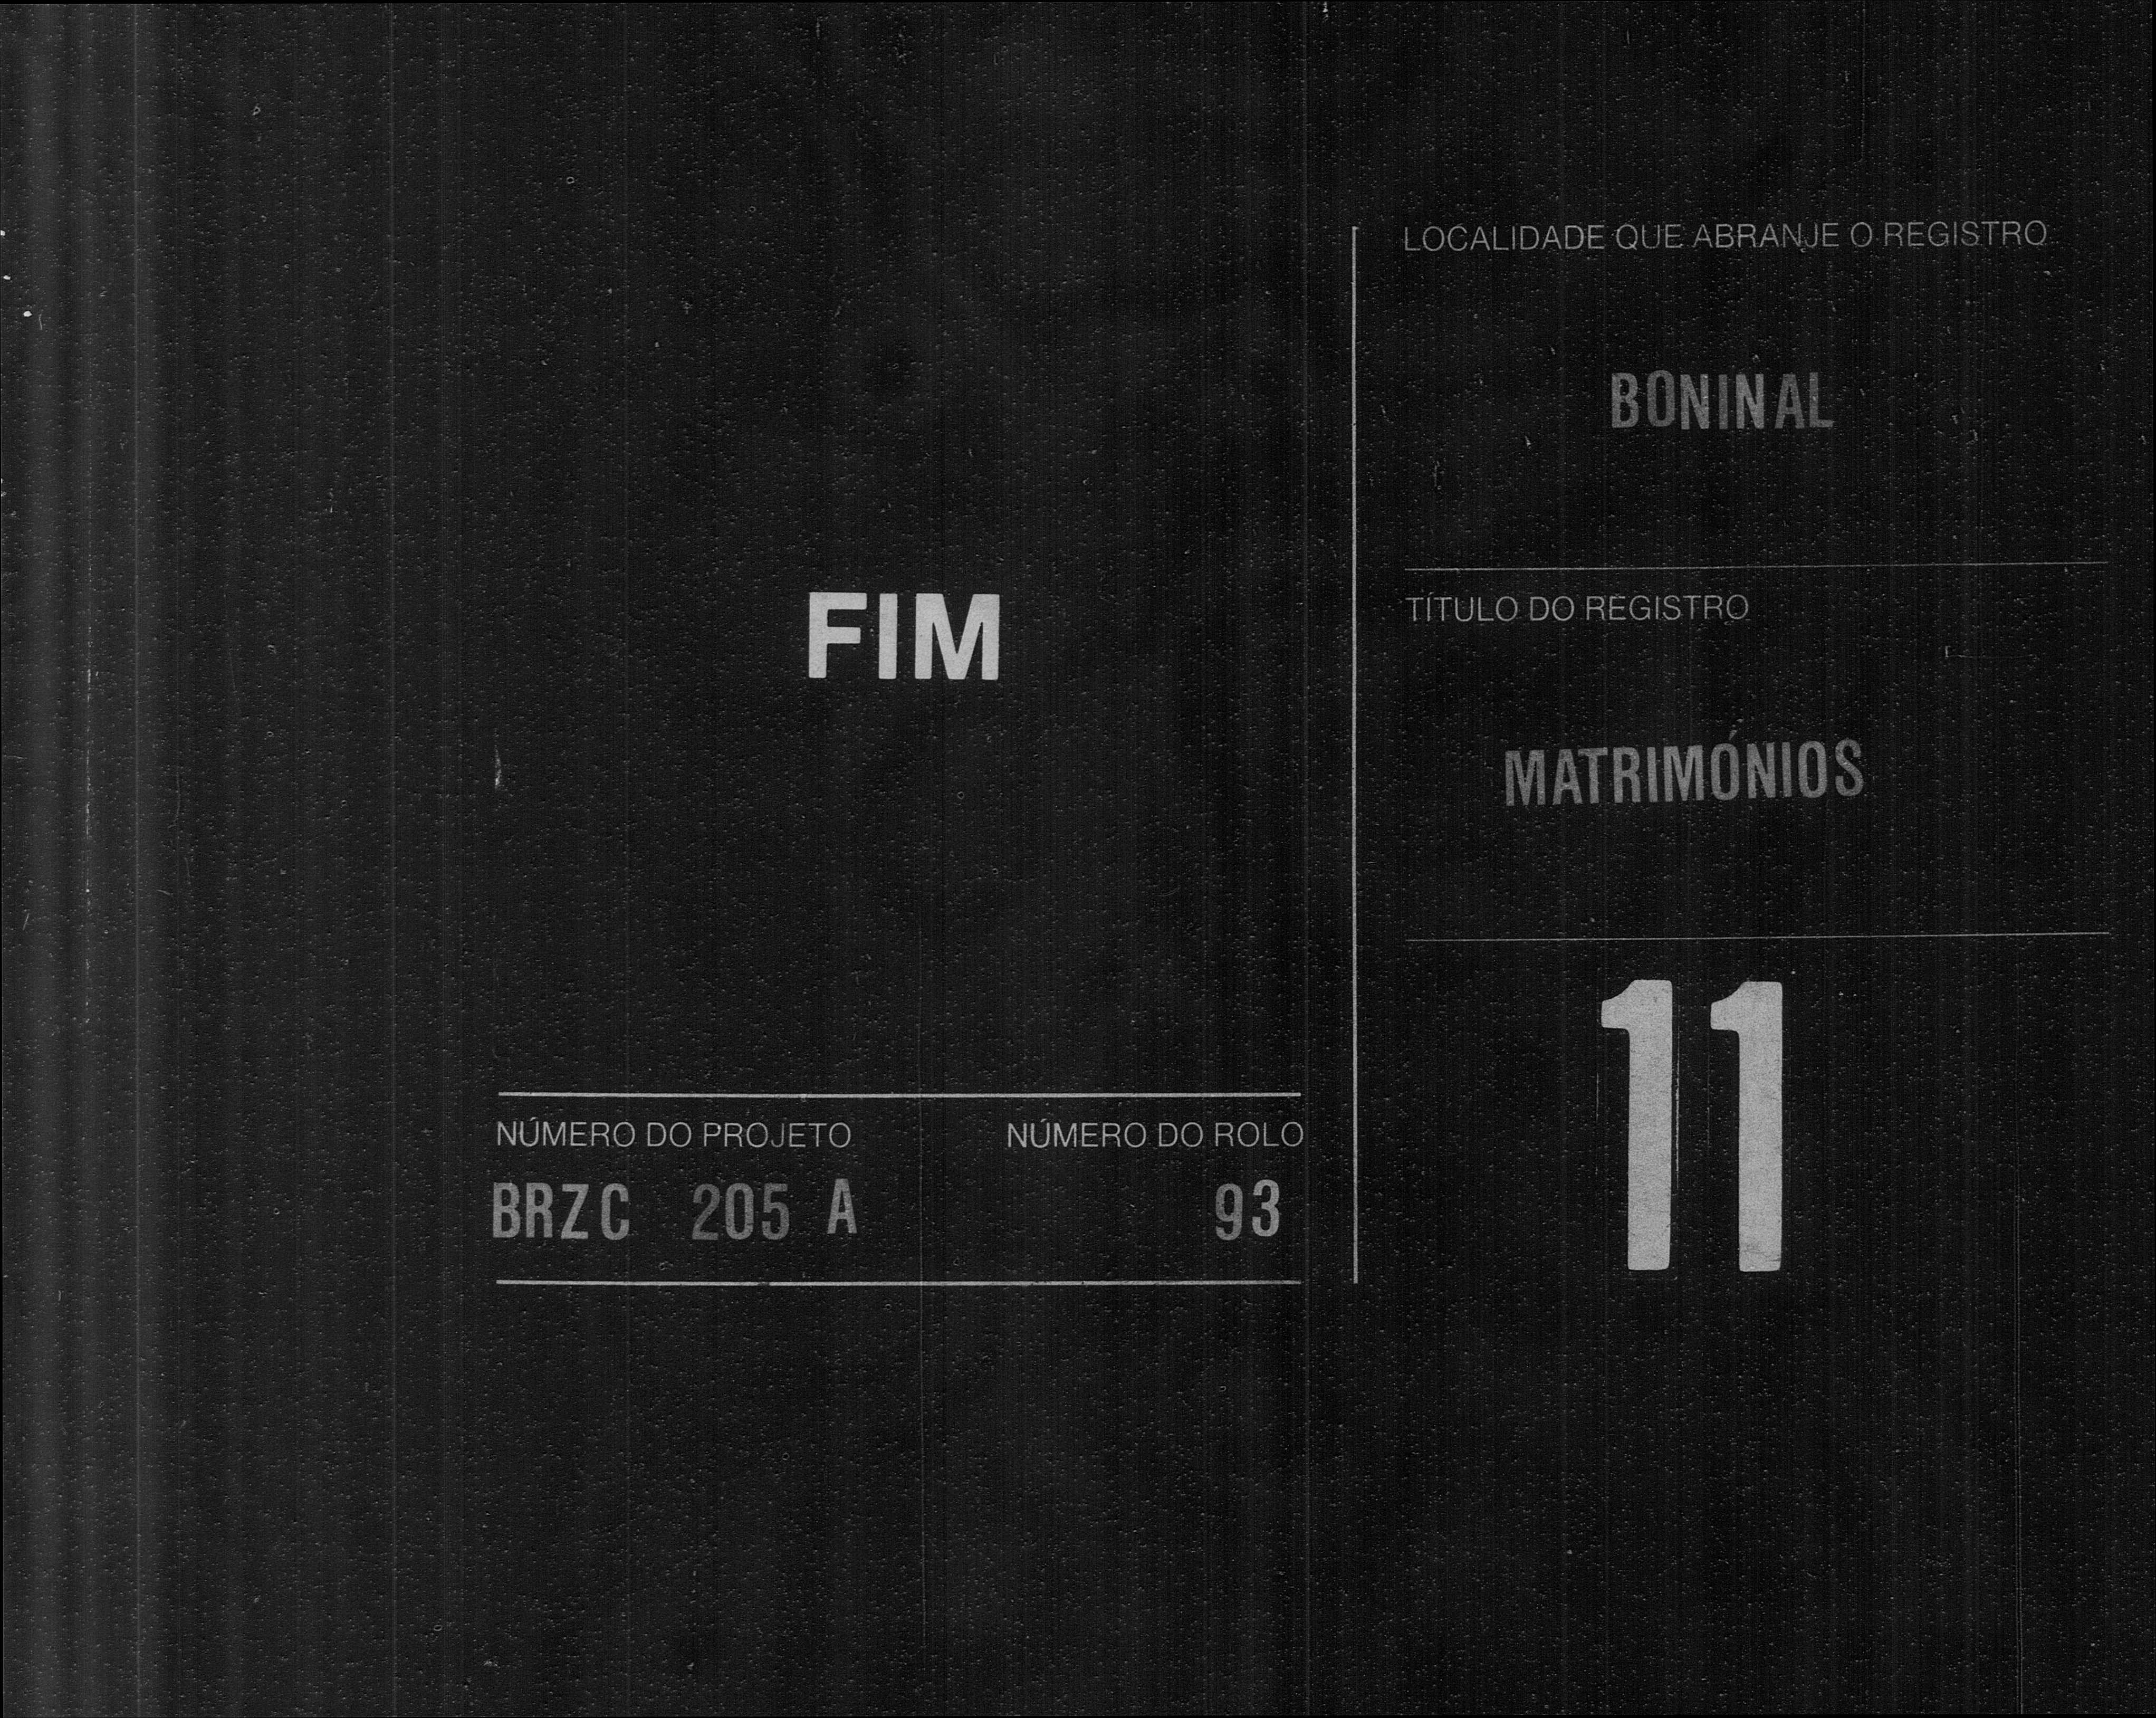 FIM
NÚMERO DO PROJETO
BRZC 205 A
NÚMERO DO ROLO
93
LOCALIDADE QUE ABRANJE O REGISTRO
BONINAL
TÍTULO DO REGISTRO
MATRIMÓNIOS
11